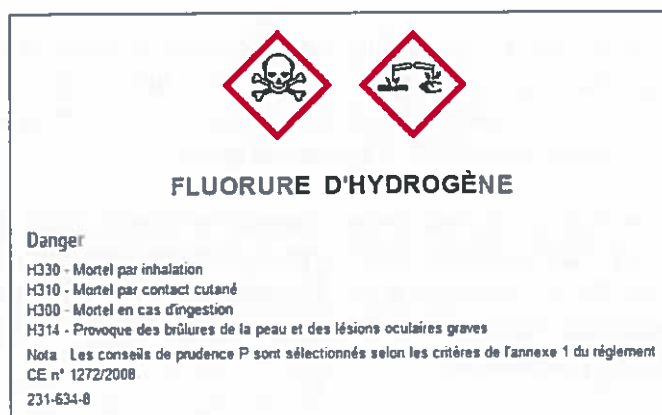 FLUORURE D'HYDROGÈNE
Danger
H330 - Mortel par inhalation
H310 - Mortel par contact cutané
H300 - Mortel en cas d'ingestion
H314 - Provoque des brûlures de la peau et des lésions oculaires graves
Nota : Les conseils de prudence P sont sélectionnés selon les critères de l'annexe 1 du règlement
CE n° 1272/2008
231-634-8